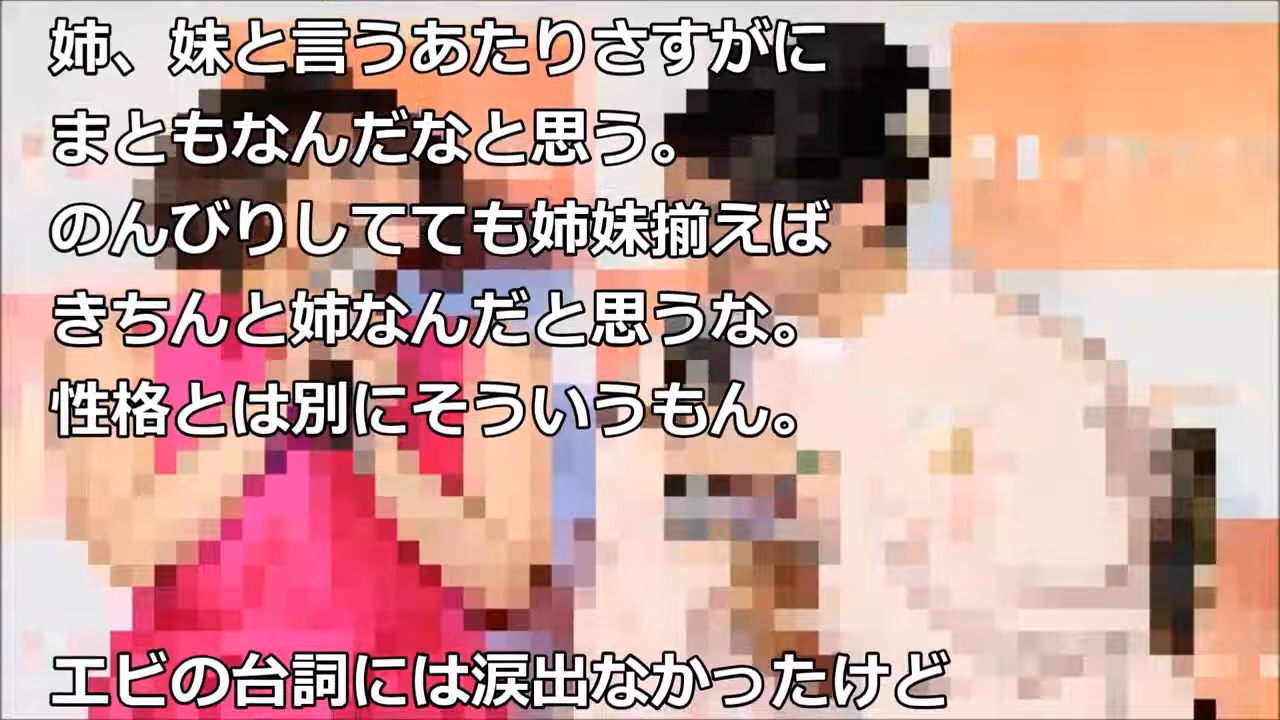 姉、妹と言うあたりさすがに
まともなんだなと思う。
のんびりしてても姉妹揃えば
きちんと姉なんだと思うな。
性格とは別にそういうもん。
エビの台詞には涙出なかったけど